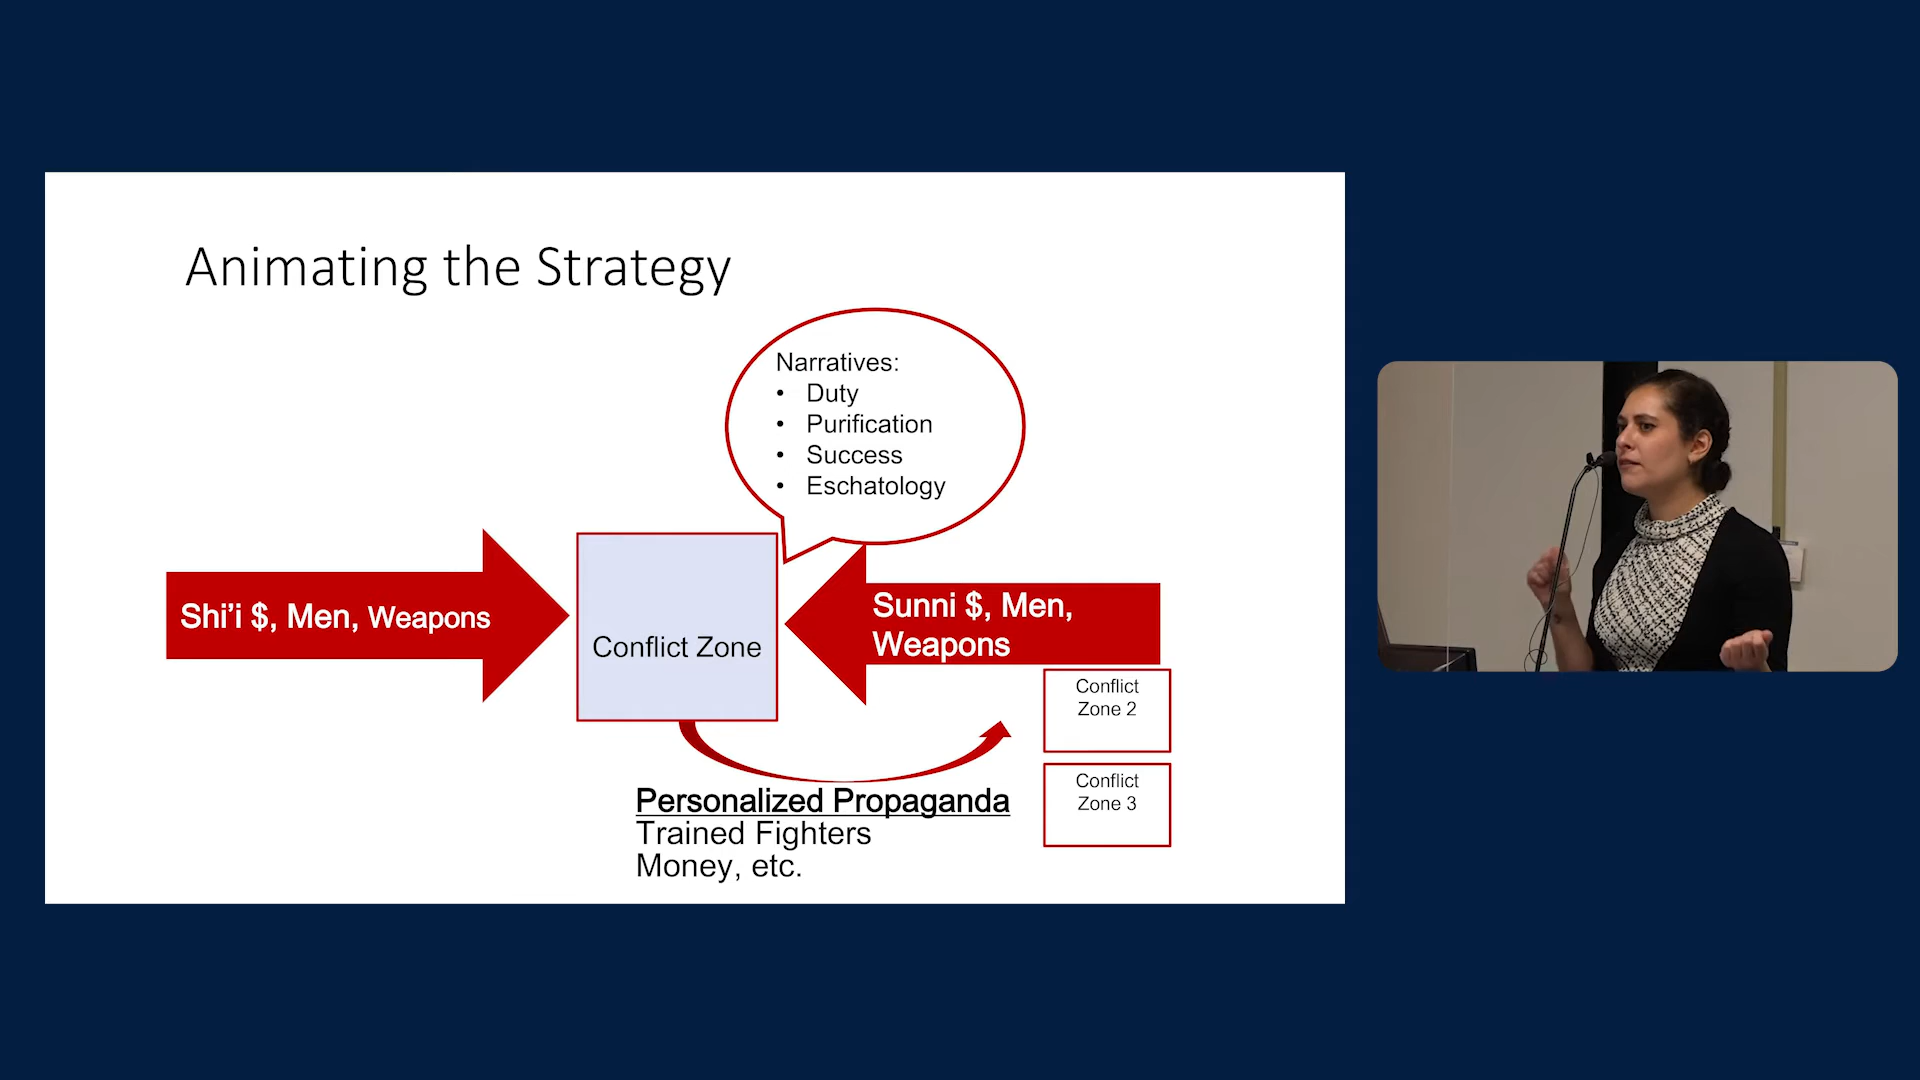 Animating the Strategy
Narratives:
• Duty
• Purification
• Success
• Eschatology
Shi'i $, Men, Weapons
Conflict Zone
Sunni $, Men,
Weapons
Conflict
Zone 2
Conflict
Zone 3
Personalized Propaganda
Trained Fighters
Money, etc.